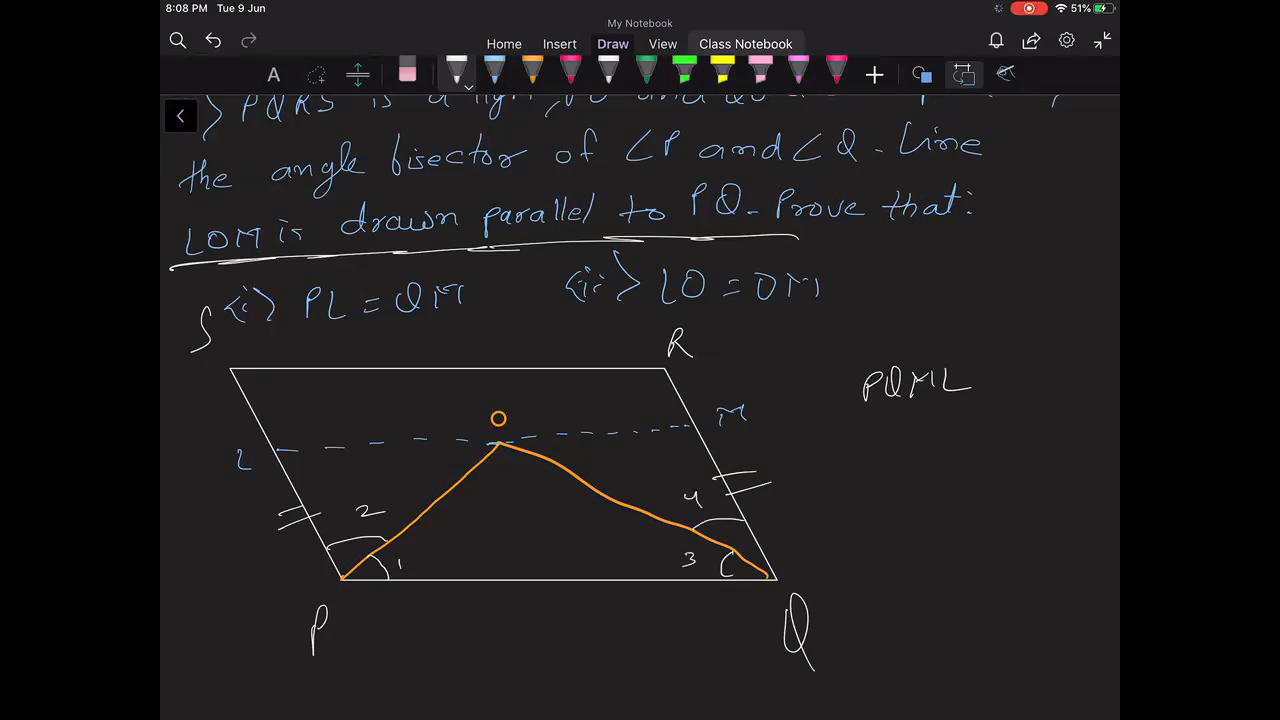 8:08 PM Tue 9 Jun
51%
My Notebook
Home Insert Draw View Class Notebook
A
> PQRS is a
the angle bisector of ∠P and ∠Q. Line
LOM is drawn parallel to PQ. Prove that:
<i> PL = QM <ii> LO = OM
S
R
PQML
O
M
L
2
4
1
3
P
Q